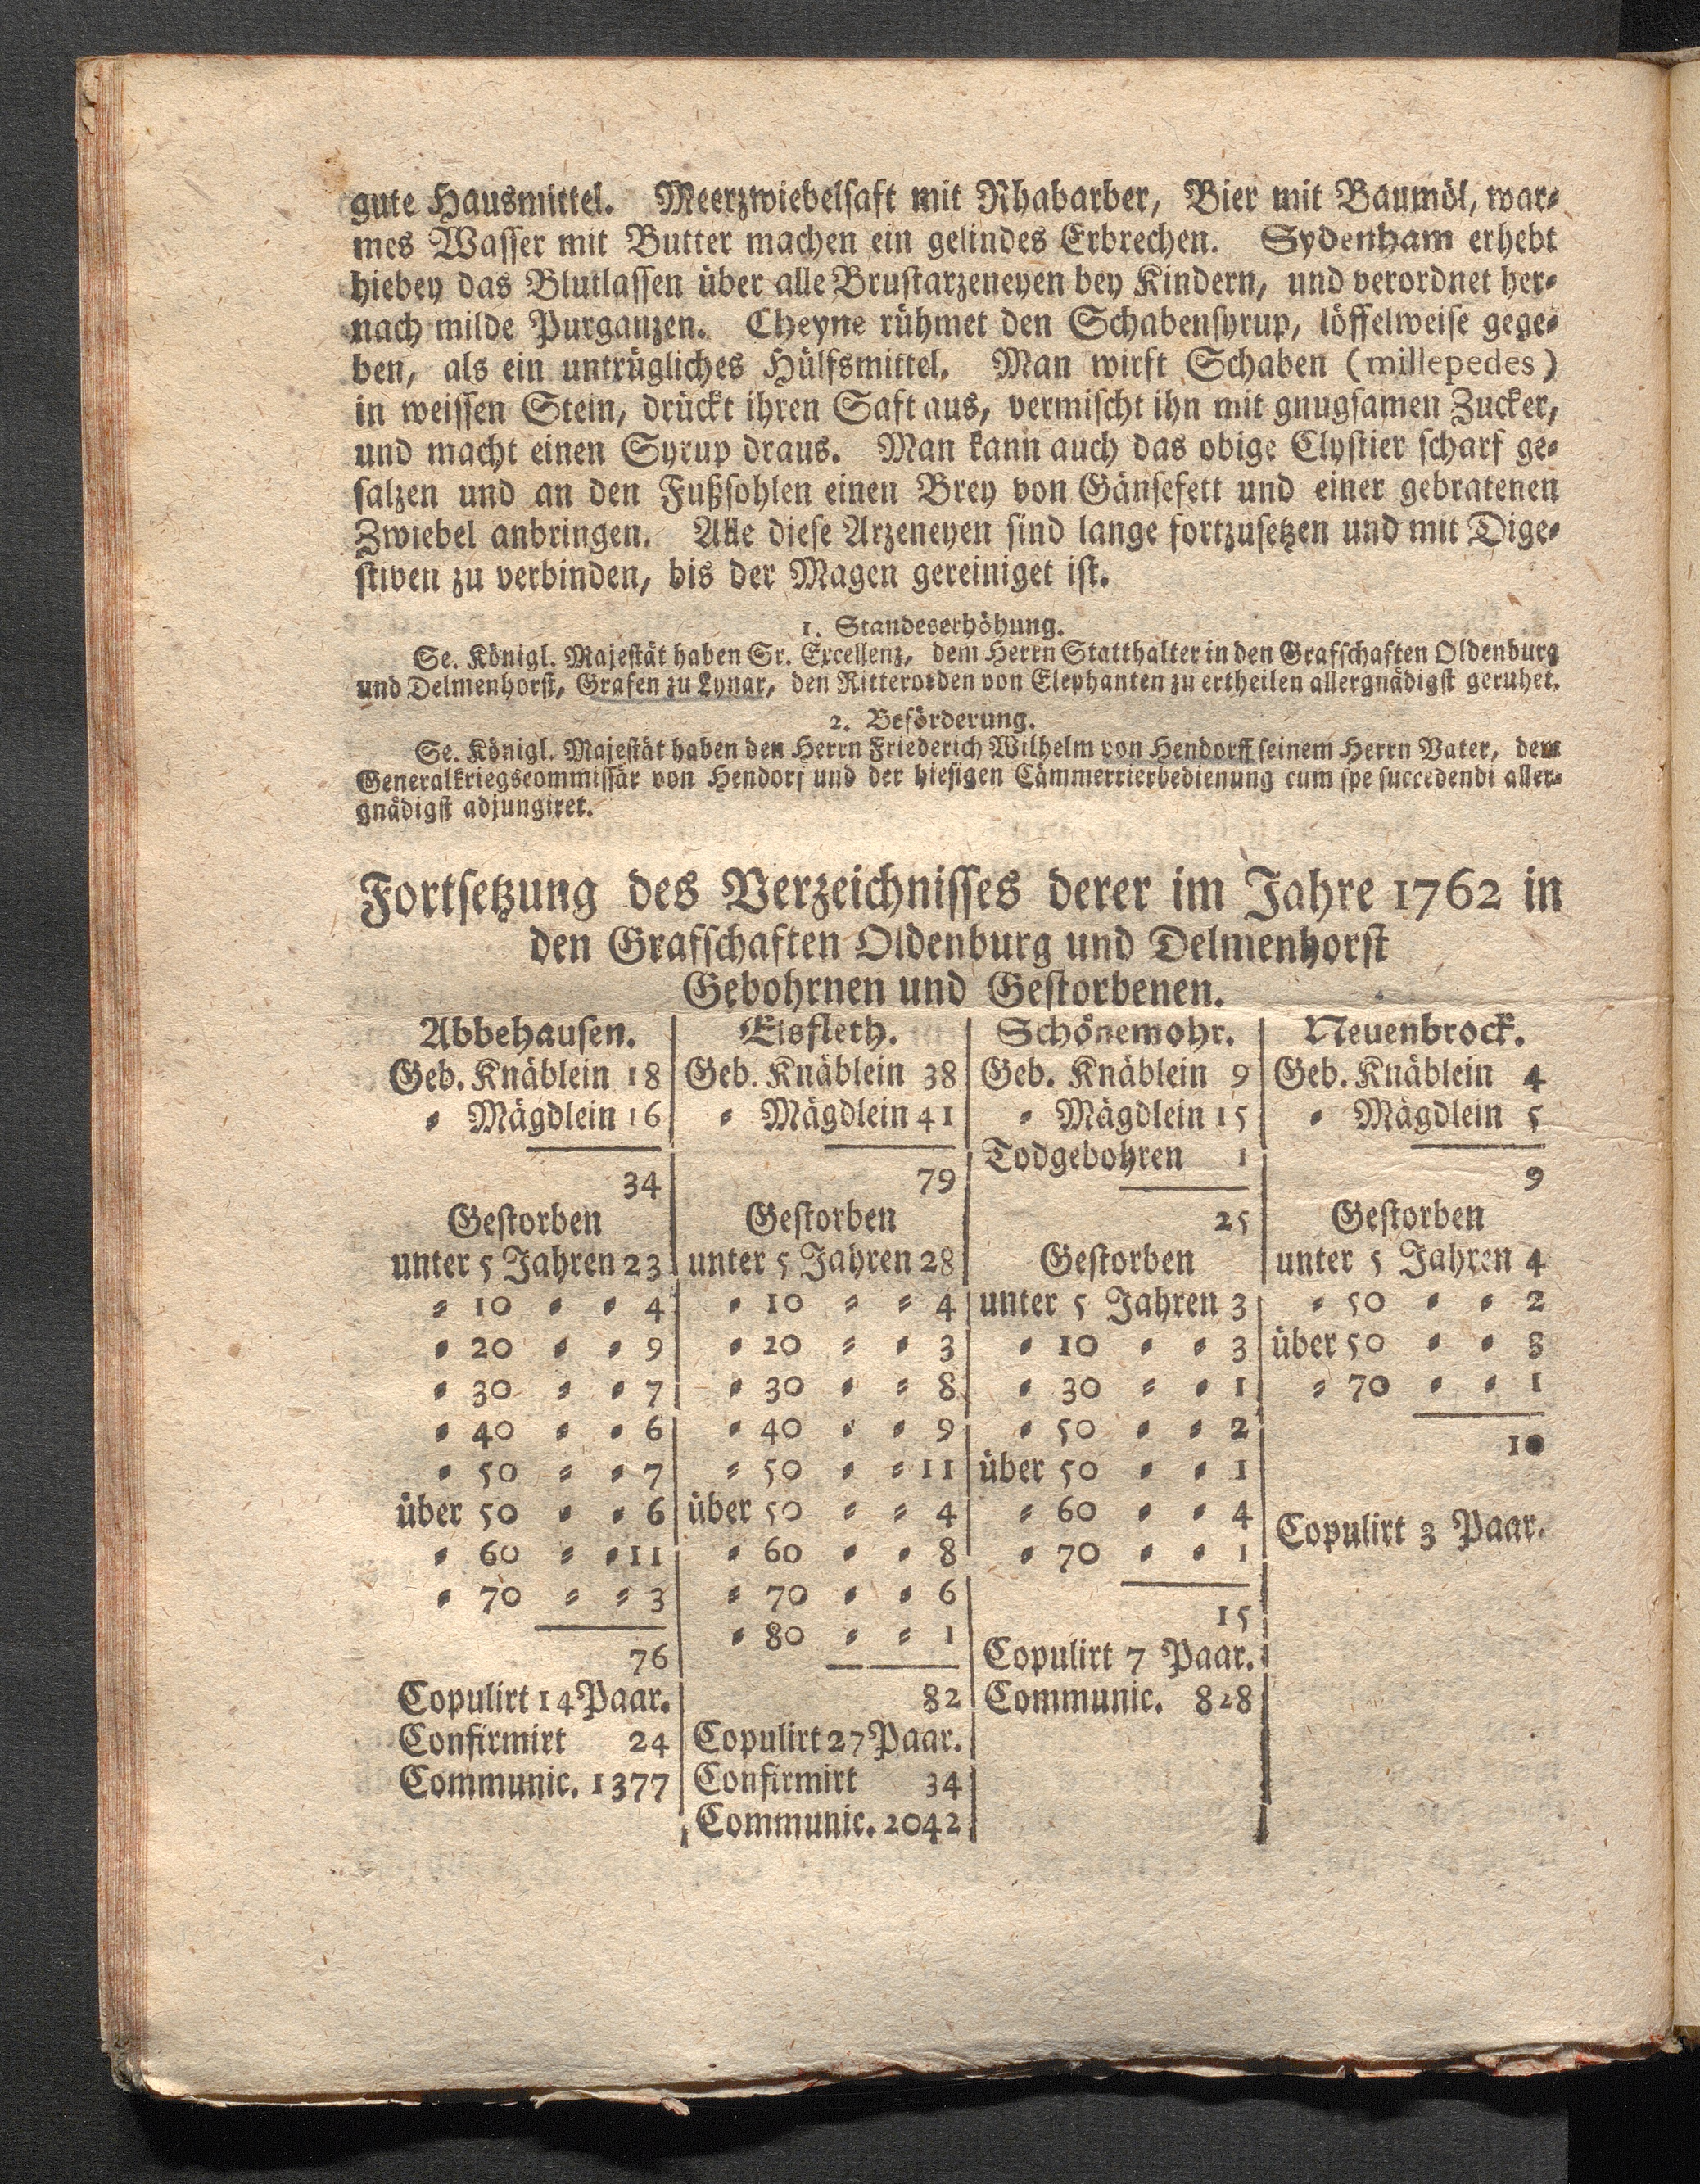 gute Hausmittel. Meerzwiebelsaft mit Rhabarber, Bier mit Baumöl, war⸗
mes Wasser mit Butter machen ein gelindes Erbrechen. Sydenham erhebt
hiebey das Blutlassen über alle Brustarzeneyen bey Kindern, und verordnet her⸗
nach milde Purganzen. Cheyne rühmet den Schabensyrup, löffelweise gege⸗
ben, als ein untrügliches Hülfsmittel. Man wirft Schaben (millepedes)
in weissen Stein, drückt ihren Saft aus, vermischt ihn mit gnugsamen Zucker,
und macht einen Syrup draus. Man kann auch das obige Clystier scharf ge⸗
salzen und an den Fußsohlen einen Brey von Gänsefett und einer gebratenen
Zwiebel anbringen. Alle diese Arzeneyen sind lange fortzusetzen und mit Dige⸗
stiven zu verbinden, bis der Magen gereiniget ist.
1. Standeserhöhung.
Se. Königl. Majestät haben Sr. Excellenz, dem Herrn Statthalter in den Grafschaften Oldenburg
und Delmenhorst, Grafen zu Lynar, den Ritterorden von Elephanten zu ertheilen allergnädigst geruhet.
2. Beförderung.
Se. Königl. Majestät haben den Herrn Friederich Wilhelm von Hendorff seinem Herrn Vater, dem
Generalkriegscommissär von Hendorf und der hiesigen Cämmerrierbedienung cum spe succedendi aller⸗
gnädigst adjungiret.
Fortsetzung des Verzeichnisses derer im Jahre 1762 in
den Grafschaften Oldenburg und Delmenhorst
Gebohrnen und Gestorbenen.
Abbehausen.
Geb. Knäblein 18
⸗ Mägdlein 16
34
Gestorben
unter 5 Jahren 23
⸗ 10 ⸗ ⸗ 4
⸗ 20 ⸗ ⸗ 9
⸗ 30 ⸗ ⸗ 7
⸗ 40 ⸗ ⸗ 6
⸗ 50 ⸗ ⸗ 7
über 50 ⸗ ⸗ 6
⸗ 60 ⸗ ⸗ 11
⸗ 70 ⸗ ⸗ 3
76
Copulirt 14 Paar.
Confirmirt 24
Communic. 1377
Elsfleth.
Geb. Knäblein 38
⸗ Mägdlein 41
79
Gestorben
unter 5 Jahren 28
⸗ 10 ⸗ ⸗ 4
⸗ 20 ⸗ ⸗ 3
⸗ 30 ⸗ ⸗ 8
⸗ 40 ⸗ ⸗ 9
⸗ 50 ⸗ ⸗ 11
über 50 ⸗ ⸗ 4
⸗ 60 ⸗ ⸗ 8
⸗ 70 ⸗ ⸗ 6
⸗ 80 ⸗ ⸗ 1
82
Copulirt 27 Paar.
Confirmirt 34
Communic. 2042
Schönemohr.
Geb. Knäblein 9
⸗ Mägdlein 15
Todgebohren 1
25
Gestorben
unter 5 Jahren 3
⸗ 10 ⸗ ⸗ 3
⸗ 30 ⸗ ⸗ 1
⸗ 50 ⸗ ⸗ 2
über 50 ⸗ ⸗ 1
⸗ 60 ⸗ ⸗ 4
⸗ 70 ⸗ ⸗ 1
15
Copulirt 7 Paar.
Communic. 828
Neuenbrock.
Geb. Knäblein 4
⸗ Mägdlein 5
9
Gestorben
unter 5 Jahren 4
⸗ 50 ⸗ ⸗ 2
über 50 ⸗ ⸗ 3
⸗ 70 ⸗ ⸗ 1
10
Copulirt 3 Paar.